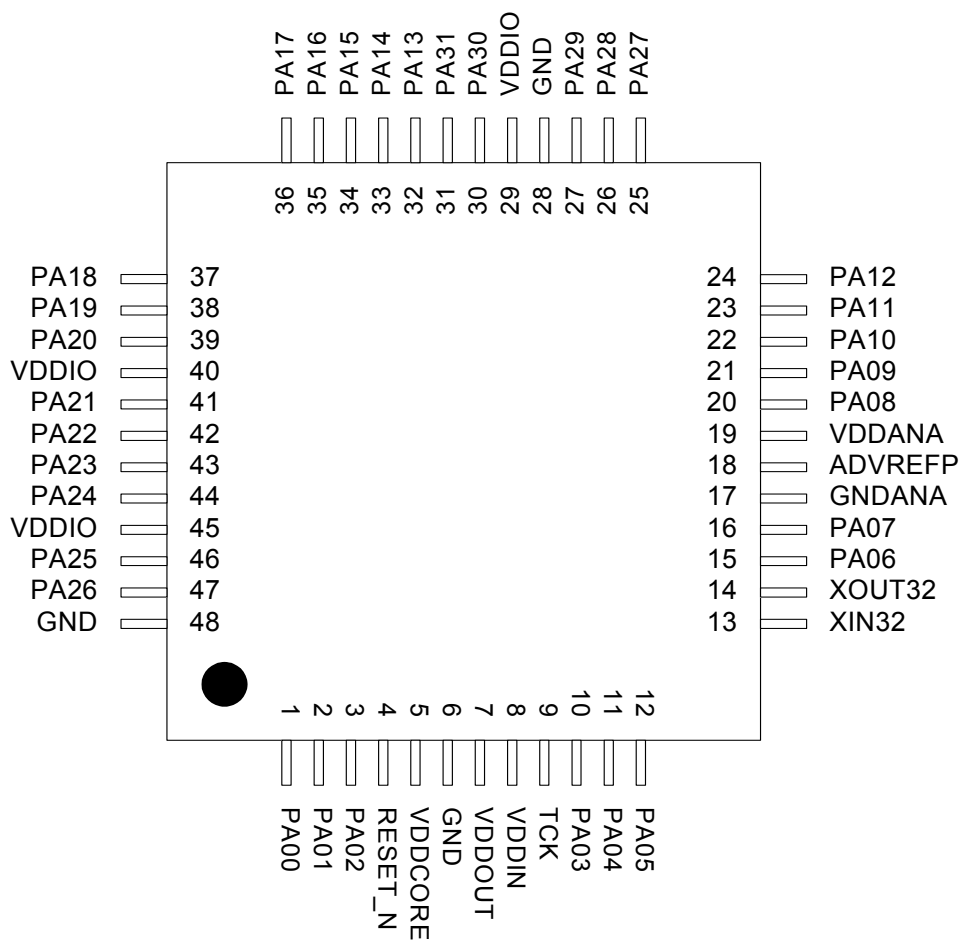 PA17 PA16 PA15 PA14 PA13 PA31 PA30 VDDIO GND PA29 PA28 PA27
36 35 34 33 32 31 30 29 28 27 26 25
PA18 37
PA19 38
PA20 39
VDDIO 40
PA21 41
PA22 42
PA23 43
PA24 44
VDDIO 45
PA25 46
PA26 47
GND 48
24 PA12
23 PA11
22 PA10
21 PA09
20 PA08
19 VDDANA
18 ADVREFP
17 GNDANA
16 PA07
15 PA06
14 XOUT32
13 XIN32
1 2 3 4 5 6 7 8 9 10 11 12
PA00 PA01 PA02 RESET_N VDDCORE GND VDDOUT VDDIN TCK PA03 PA04 PA05